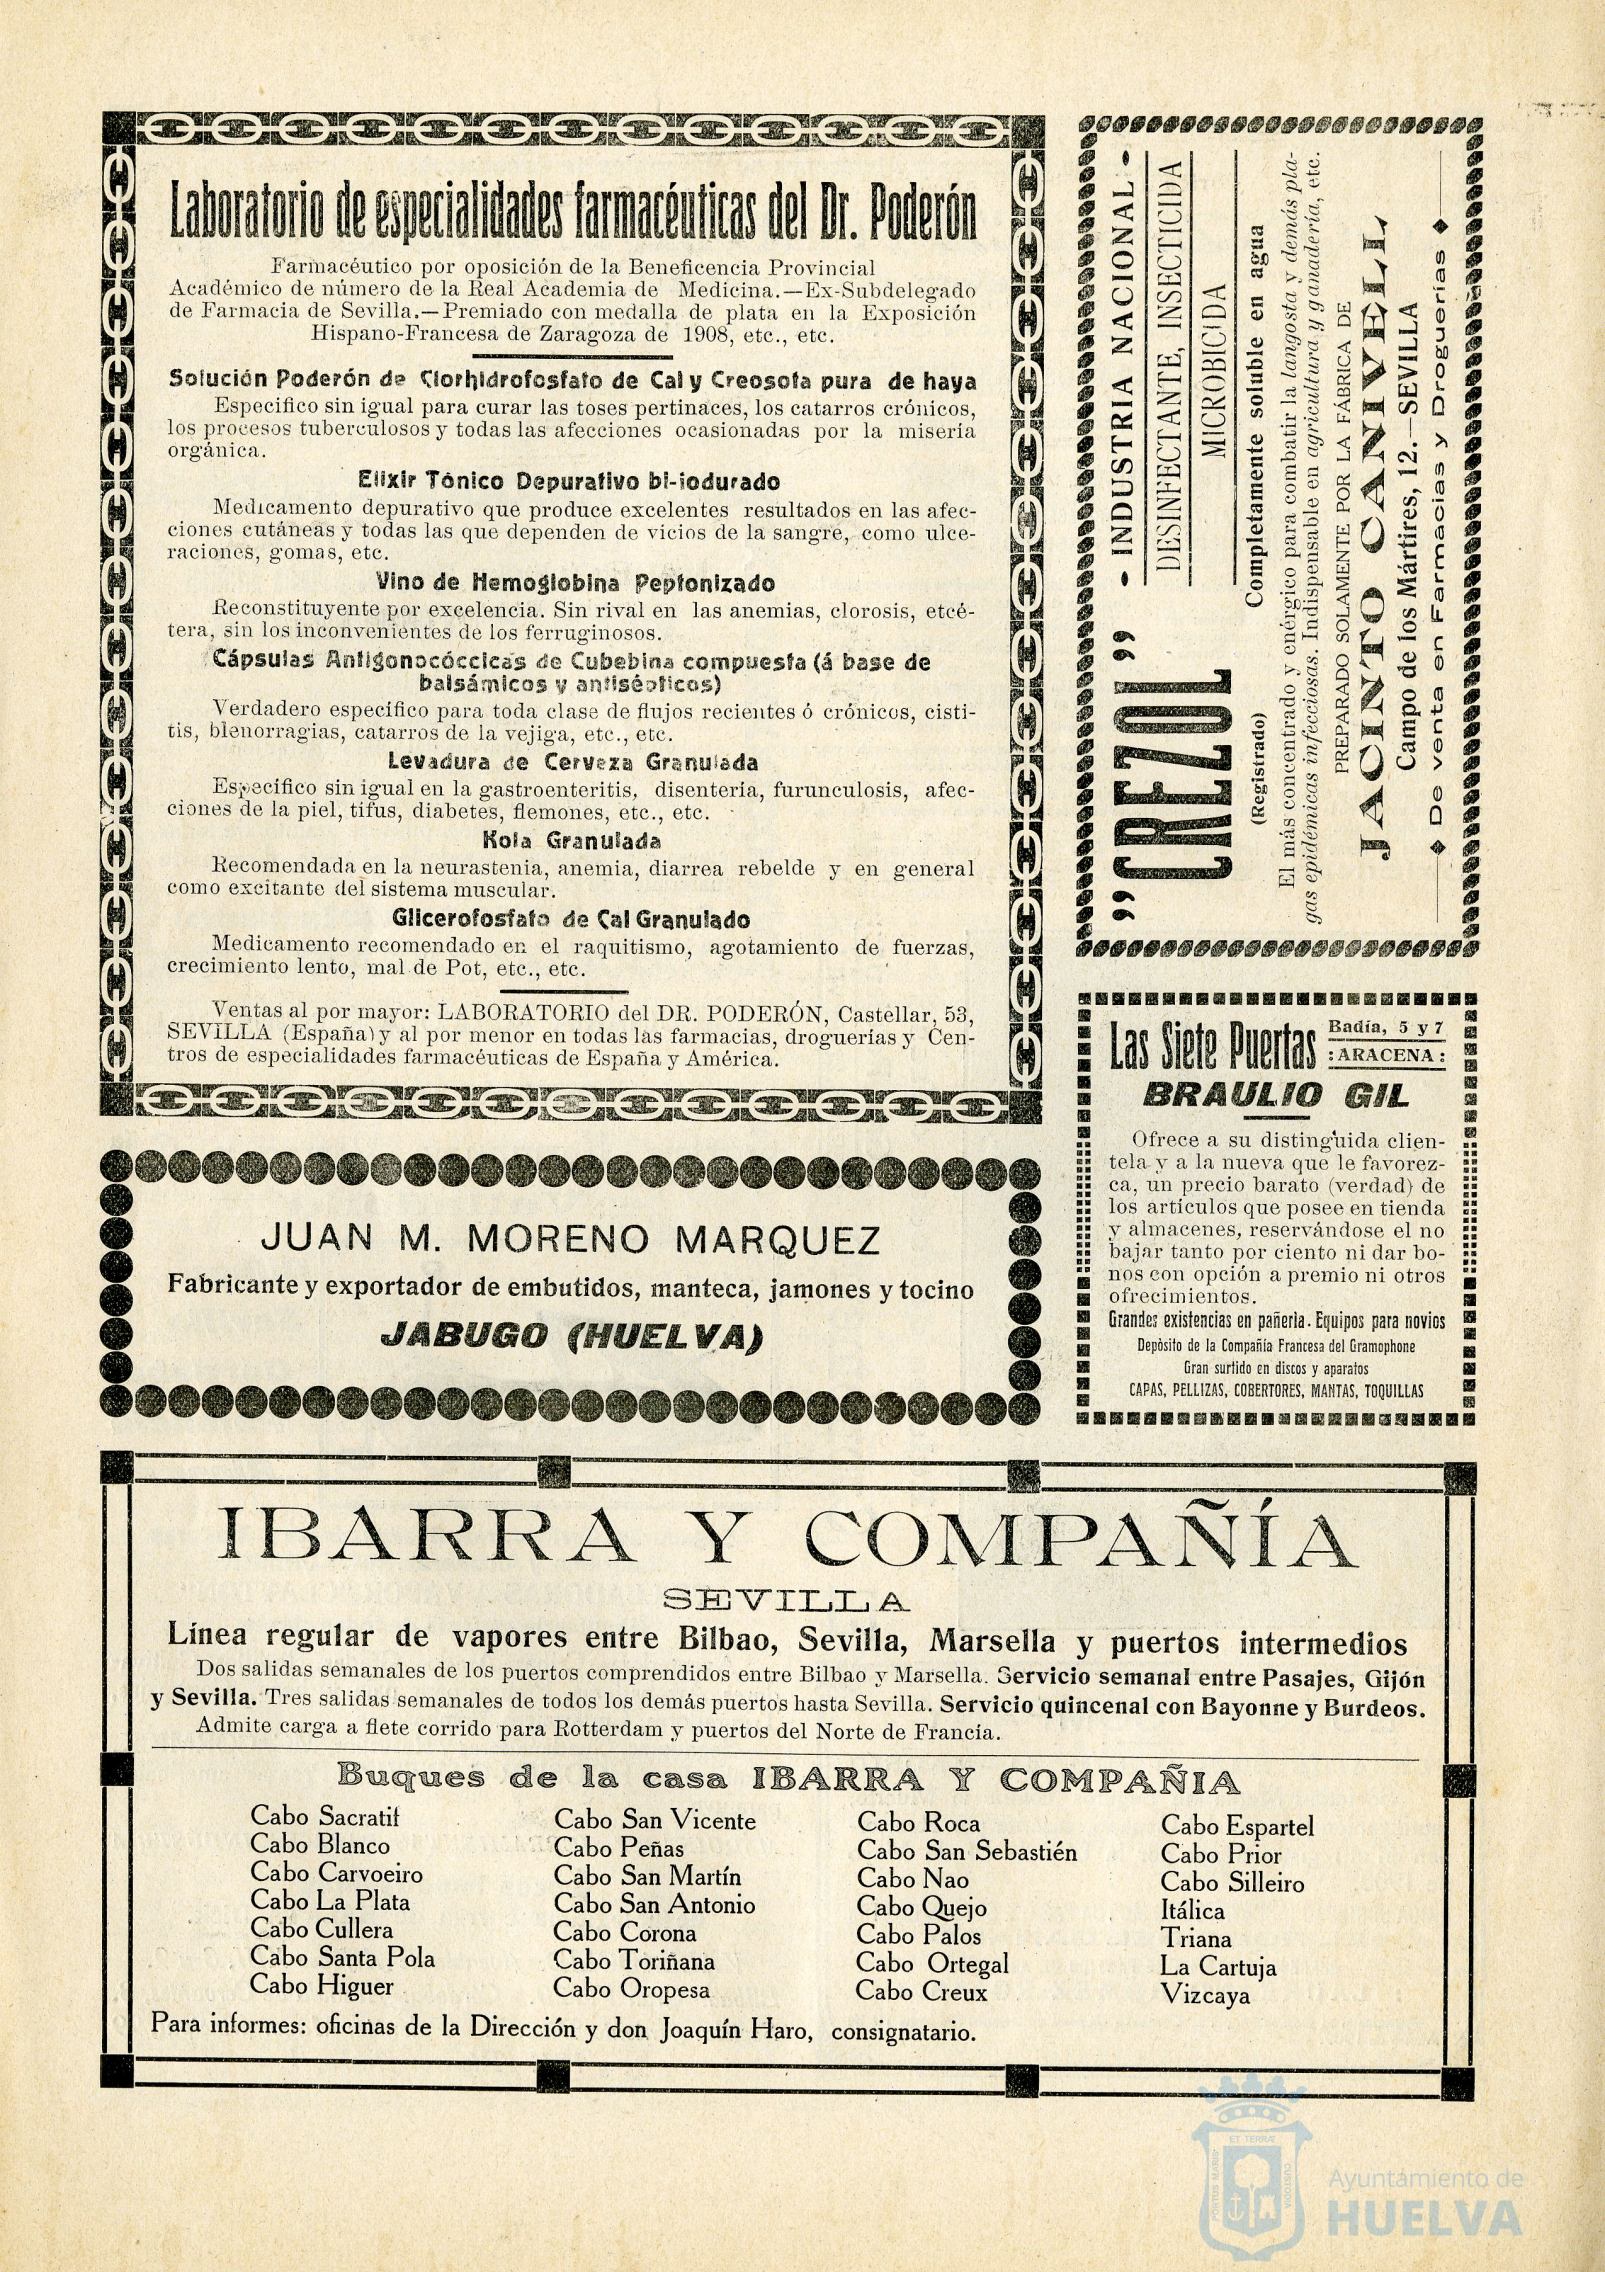 Laboratorio de especialidades farmacéuticas del Dr. Poderón
Farmacéutico por oposición de la Beneficencia Provincial
Académico de número de la Real Academia de Medicina.—Ex-Subdelegado
de Farmacia de Sevilla.—Premiado con medalla de plata en la Exposición
Hispano-Francesa de Zaragoza de 1908, etc., etc.
Solución Poderón de Clorhidrofosfato de Cal y Creosota pura de haya
Especifico sin igual para curar las toses pertinaces, los catarros crónicos,
los procesos tuberculosos y todas las afecciones ocasionadas por la miseria
orgánica.
Elixir Tónico Depurativo bi-iodurado
Medicamento depurativo que produce excelentes resultados en las afec-
ciones cutáneas y todas las que dependen de vicios de la sangre, como ulce-
raciones, gomas, etc.
Vino de Hemoglobina Peptonizado
Reconstituyente por excelencia. Sin rival en las anemias, clorosis, etcé-
tera, sin los inconvenientes de los ferruginosos.
Cápsulas Antigonocóccicas de Cubebina compuesta (á base de
balsámicos y antisépticos)
Verdadero específico para toda clase de flujos recientes ó crónicos, cisti-
tis, blenorragias, catarros de la vejiga, etc., etc.
Levadura de Cerveza Granulada
Específico sin igual en la gastroenteritis, disentería, furunculosis, afec-
ciones de la piel, tifus, diabetes, flemones, etc., etc.
Kola Granulada
Recomendada en la neurastenia, anemia, diarrea rebelde y en general
como excitante del sistema muscular.
Glicerofosfato de Cal Granulado
Medicamento recomendado en el raquitismo, agotamiento de fuerzas,
crecimiento lento, mal de Pot, etc., etc.
Ventas al por mayor: LABORATORIO del DR. PODERÓN, Castellar, 53,
SEVILLA (España) y al por menor en todas las farmacias, droguerías y Cen-
tros de especialidades farmacéuticas de España y América.
"CREZOL"
(Registrado)
- INDUSTRIA NACIONAL -
DESINFECTANTE, INSECTICIDA
MICROBICIDA
Completamente soluble en agua
El más concentrado y enérgico para combatir la langosta y demás pla-
gas epidémicas infecciosas. Indispensable en agricultura y ganadería, etc.
PREPARADO SOLAMENTE POR LA FÁBRICA DE
JACINTO CANIVELL
Campo de los Mártires, 12.—SEVILLA
De venta en Farmacias y Droguerías
Las Siete Puertas
Badía, 5 y 7
: ARACENA :
BRAULIO GIL
Ofrece a su distinguida clien-
tela y a la nueva que le favorez-
ca, un precio barato (verdad) de
los artículos que posee en tienda
y almacenes, reservándose el no
bajar tanto por ciento ni dar bo-
nos con opción a premio ni otros
ofrecimientos.
Grandes existencias en pañería. Equipos para novios
Depósito de la Compañía Francesa del Gramophone
Gran surtido en discos y aparatos
CAPAS, PELLIZAS, COBERTORES, MANTAS, TOQUILLAS
JUAN M. MORENO MARQUEZ
Fabricante y exportador de embutidos, manteca, jamones y tocino
JABUGO (HUELVA)
IBARRA Y COMPAÑÍA
SEVILLA
Línea regular de vapores entre Bilbao, Sevilla, Marsella y puertos intermedios
Dos salidas semanales de los puertos comprendidos entre Bilbao y Marsella. Servicio semanal entre Pasajes, Gijón
y Sevilla. Tres salidas semanales de todos los demás puertos hasta Sevilla. Servicio quincenal con Bayonne y Burdeos.
Admite carga a flete corrido para Rotterdam y puertos del Norte de Francia.
Buques de la casa IBARRA Y COMPAÑIA
Cabo Sacratif
Cabo Blanco
Cabo Carvoeiro
Cabo La Plata
Cabo Cullera
Cabo Santa Pola
Cabo Higuer
Cabo San Vicente
Cabo Peñas
Cabo San Martín
Cabo San Antonio
Cabo Corona
Cabo Toriñana
Cabo Oropesa
Cabo Roca
Cabo San Sebastién
Cabo Nao
Cabo Quejo
Cabo Palos
Cabo Ortegal
Cabo Creux
Cabo Espartel
Cabo Prior
Cabo Silleiro
Itálica
Triana
La Cartuja
Vizcaya
Para informes: oficinas de la Dirección y don Joaquín Haro, consignatario.
PORTUS MARIS
ET TERRÆ
CUSTODIA
Ayuntamiento de
HUELVA